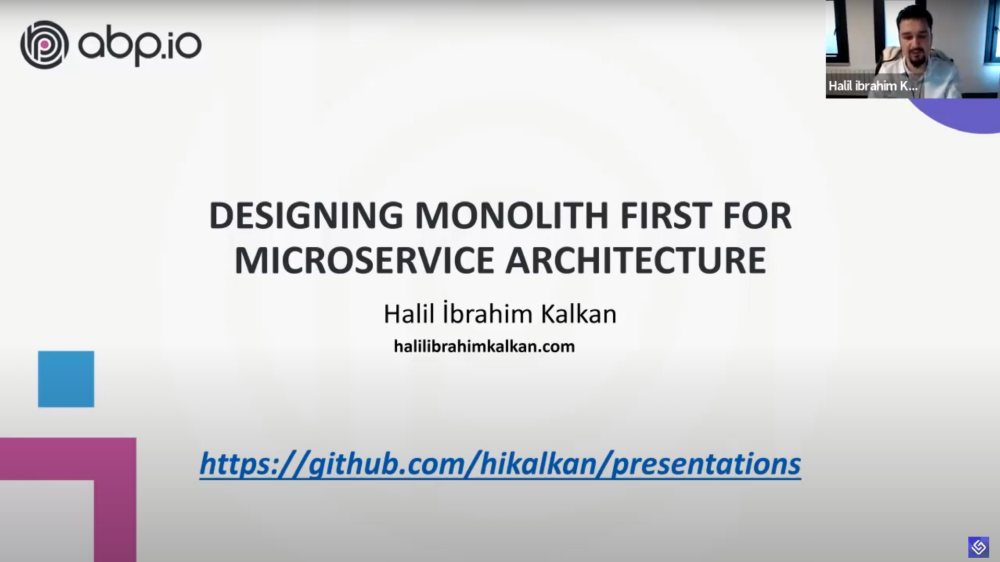 abp.io
Halil ibrahim K...
DESIGNING MONOLITH FIRST FOR
MICROSERVICE ARCHITECTURE
Halil İbrahim Kalkan
halilibrahimkalkan.com
https://github.com/hikalkan/presentations